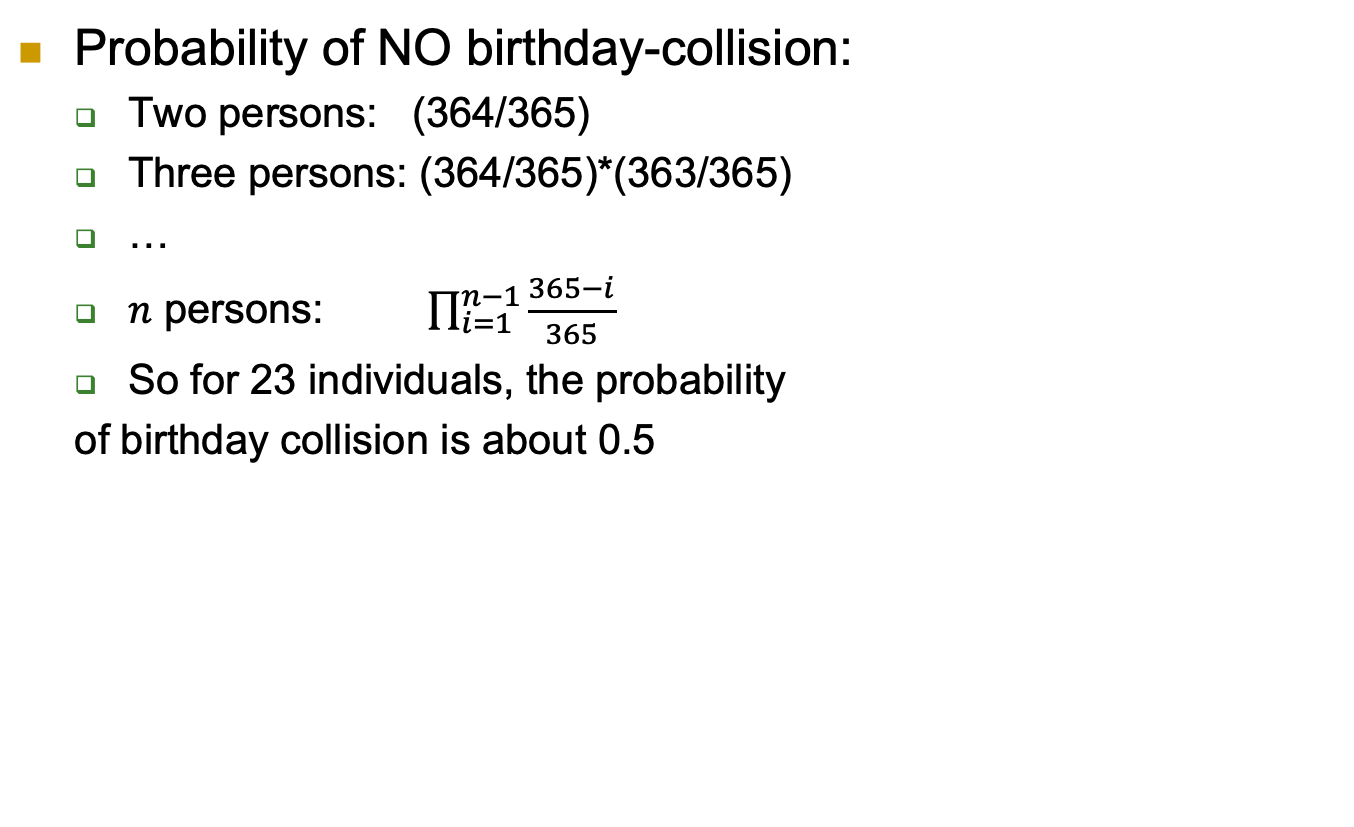 Probability of NO birthday-collision:
Two persons: (364/365)
Three persons: (364/365)*(363/365)
…
n persons: ∏_{i=1}^{n−1} \frac{365−i}{365}
So for 23 individuals, the probability
of birthday collision is about 0.5